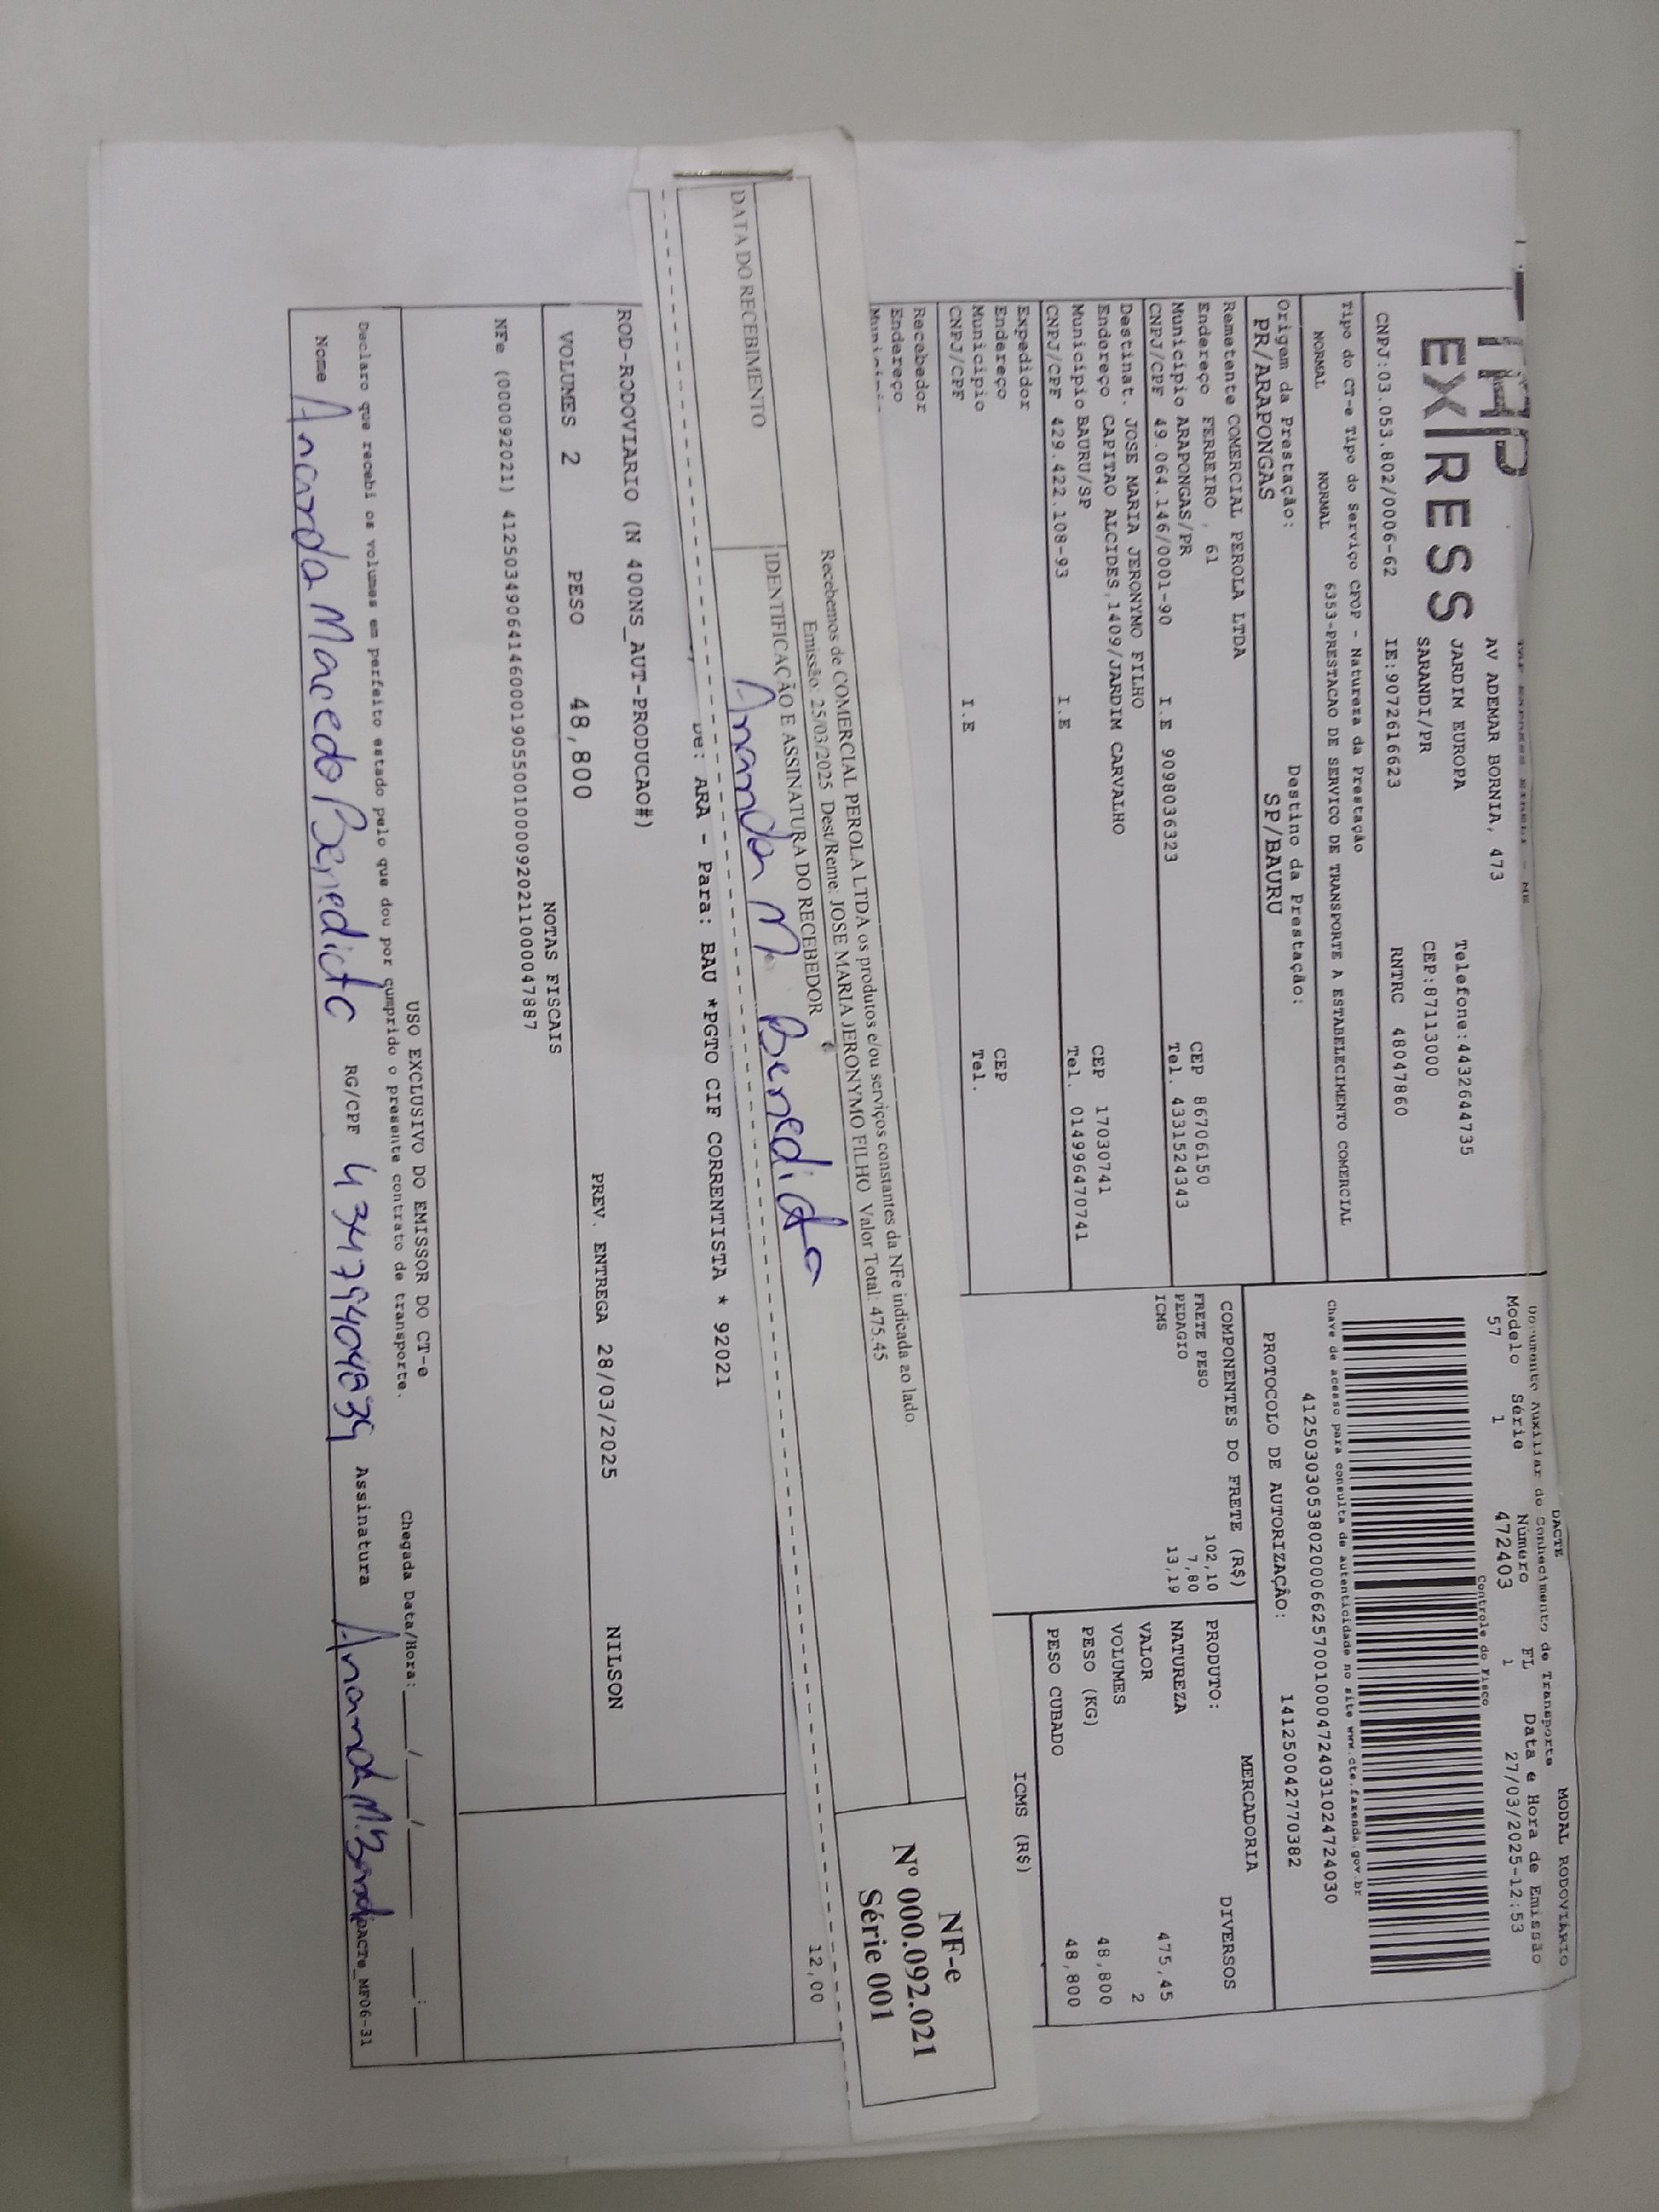 EXPRESS
AV ADEMAR BORNIA, 473
JARDIM EUROPA Telefone:4432644735
SARANDI/PR CEP:87113000
CNPJ:03.053.802/0006-62 IE:9072616623 RNTRC 48047860
Tipo do CT-e Tipo do Serviço CFOP - Natureza da Prestação
NORMAL NORMAL 6353-PRESTACAO DE SERVICO DE TRANSPORTE A ESTABELECIMENTO COMERCIAL
Origem da Prestação: Destino da Prestação:
PR/ARAPONGAS SP/BAURU
DACTE MODAL RODOVIÁRIO
Documento Auxiliar do Conhecimento de Transporte
Modelo Série Número FL Data e Hora de Emissão
57 1 472403 1 27/03/2025-12:53
Controle do Fisco
Chave de acesso para consulta de autenticidade no site www.cte.fazenda.gov.br
41250303053802000662570010004724031024724030
PROTOCOLO DE AUTORIZAÇÃO: 141250042770382
Remetente COMERCIAL PEROLA LTDA
Endereço FERREIRO , 61 CEP 86706150
Município ARAPONGAS/PR Tel. 4331524343
CNPJ/CPF 49.064.146/0001-90 I.E 9098036323
Destinat. JOSE MARIA JERONYMO FILHO
Endereço CAPITAO ALCIDES,1409/JARDIM CARVALHO CEP 17030741
Município BAURU/SP Tel. 014996470741
CNPJ/CPF 429.422.108-93 I.E
Expedidor
Endereço CEP
Município Tel.
CNPJ/CPF I.E
Recebedor
Endereço
COMPONENTES DO FRETE (R$)
FRETE PESO 102,10
PEDAGIO 7,80
ICMS 13,19
MERCADORIA
PRODUTO: DIVERSOS
NATUREZA
VALOR 475,45
VOLUMES 2
PESO (KG) 48,800
PESO CUBADO 48,800
ICMS (R$)
12,00
Recebemos de COMERCIAL PEROLA LTDA os produtos e/ou serviços constantes da NFe indicada ao lado.
Emissão: 25/03/2025 Dest/Reme: JOSE MARIA JERONYMO FILHO Valor Total: 475.45
DATA DO RECEBIMENTO IDENTIFICAÇÃO E ASSINATURA DO RECEBEDOR
Ananda M Benedito
NF-e
Nº 000.092.021
Série 001
De: ARA - Para: BAU *PGTO CIF CORRENTISTA * 92021
ROD-RODOVIARIO (N 400NS_AUT-PRODUCAO#)
VOLUMES 2 PESO 48,800 PREV. ENTREGA 28/03/2025 NILSON
NOTAS FISCAIS
NFe (000092021) 41250349064146000190550010000920211000047887
USO EXCLUSIVO DO EMISSOR DO CT-e
Declaro que recebi os volumes em perfeito estado pelo que dou por cumprido o presente contrato de transporte. Chegada Data/Hora:___/___/_____ ___:___
Nome Ananda Macedo Benedito RG/CPF 43479404839 Assinatura Ananda M. DACTe_MF06-31